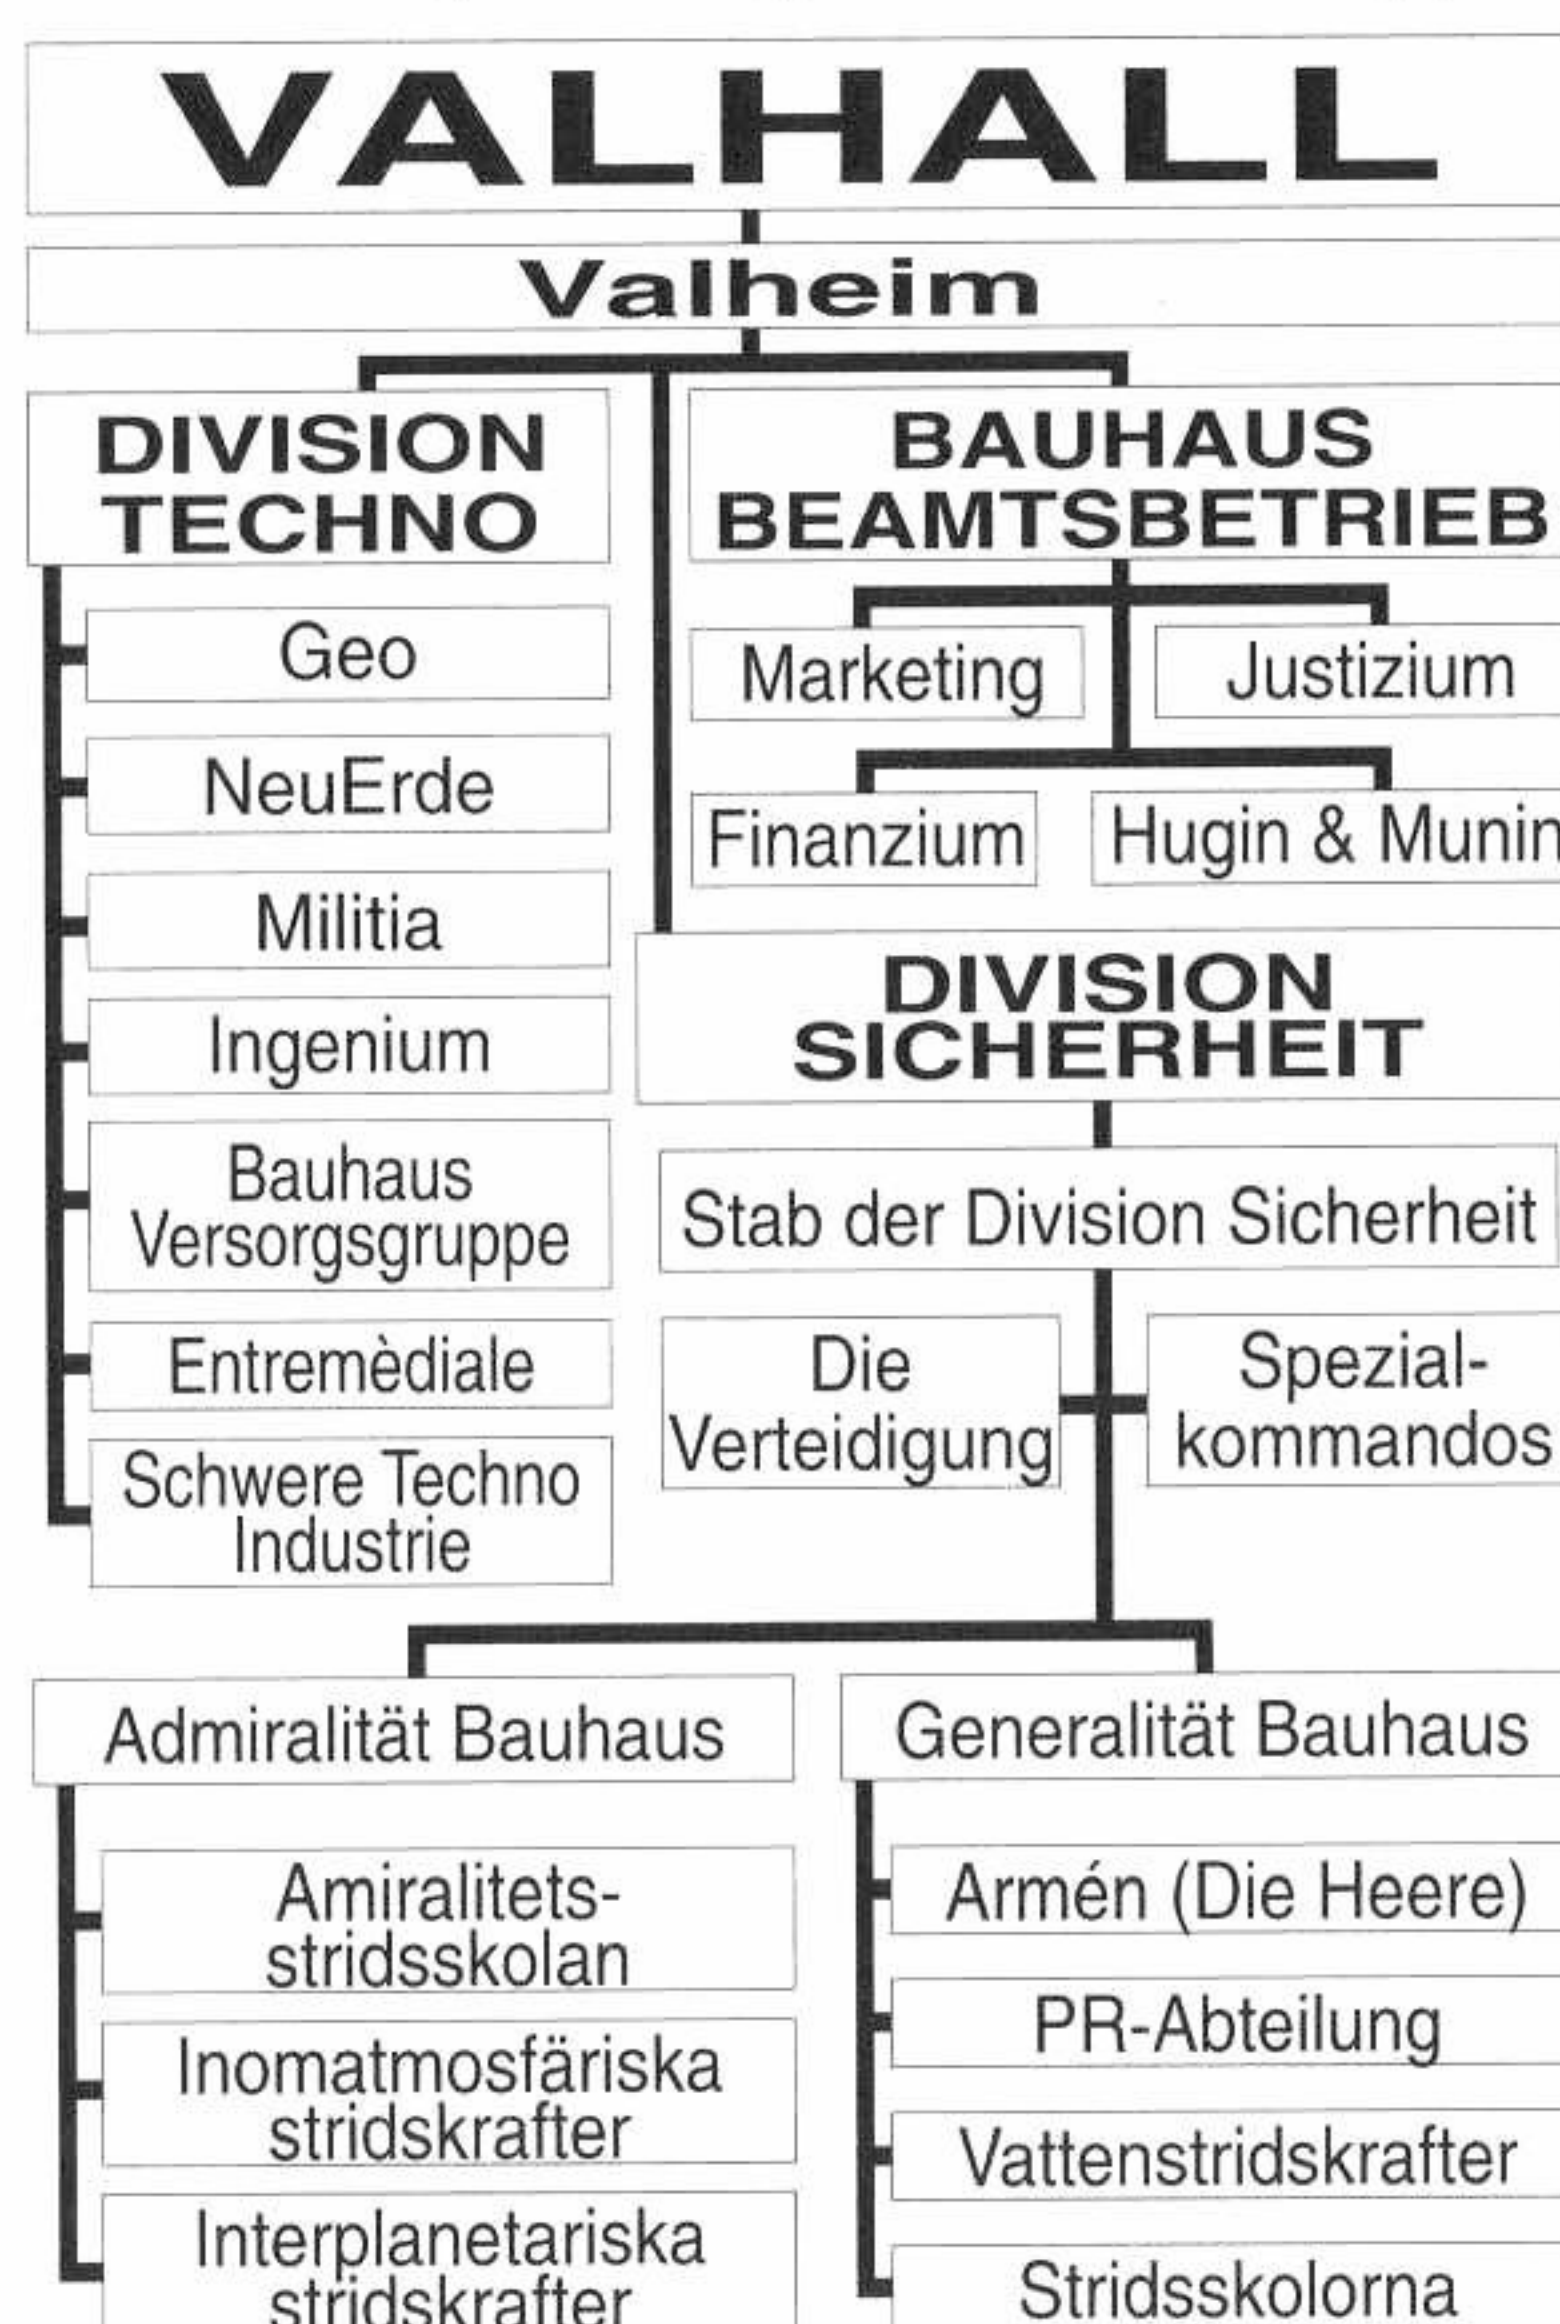 VALHALL
Valheim
DIVISION
TECHNO
Geo
NeuErde
Militia
Ingenium
Bauhaus
Versorgsgruppe
Entremèdiale
Schwere Techno
Industrie
BAUHAUS
BEAMTSBETRIEB
Marketing
Justizium
Finanzium
Hugin & Munin
DIVISION
SICHERHEIT
Stab der Division Sicherheit
Die
Verteidigung
Spezial-
kommandos
Admiralität Bauhaus
Amiralitets-
stridsskolan
Inomatmosfäriska
stridskrafter
Interplanetariska
stridskrafter
Generalität Bauhaus
Armén (Die Heere)
PR-Abteilung
Vattenstridskrafter
Stridsskolorna